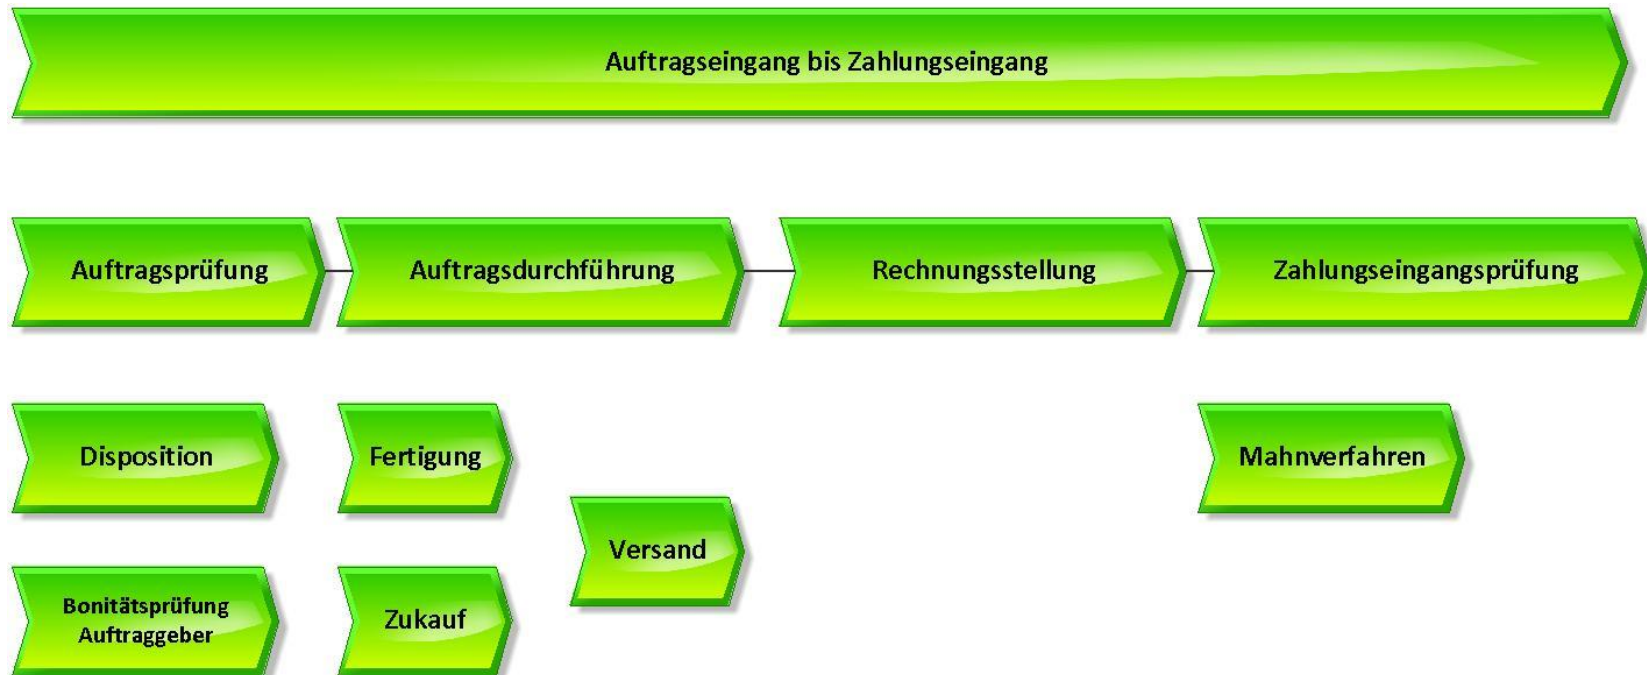 Auftragseingang bis Zahlungseingang
Auftragsprüfung
Auftragsdurchführung
Rechnungsstellung
Zahlungseingangsprüfung
Disposition
Fertigung
Mahnverfahren
Versand
Bonitätsprüfung
Auftraggeber
Zukauf